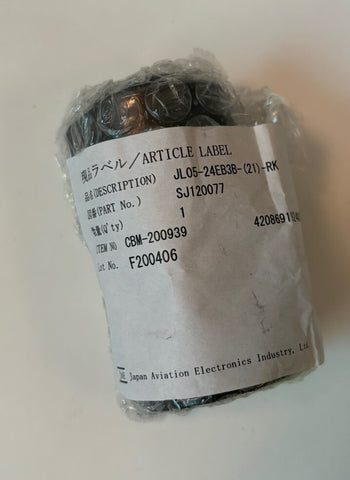 現品ラベル／ARTICLE LABEL
品名(DESCRIPTION) JL05-24EB3B-(21)-RK
図番(PART No.) SJ120077
数量(Q'ty) 1
ITEM NO CBM-200939
Lot No. F200406
Japan Aviation Electronics Industry, Ltd